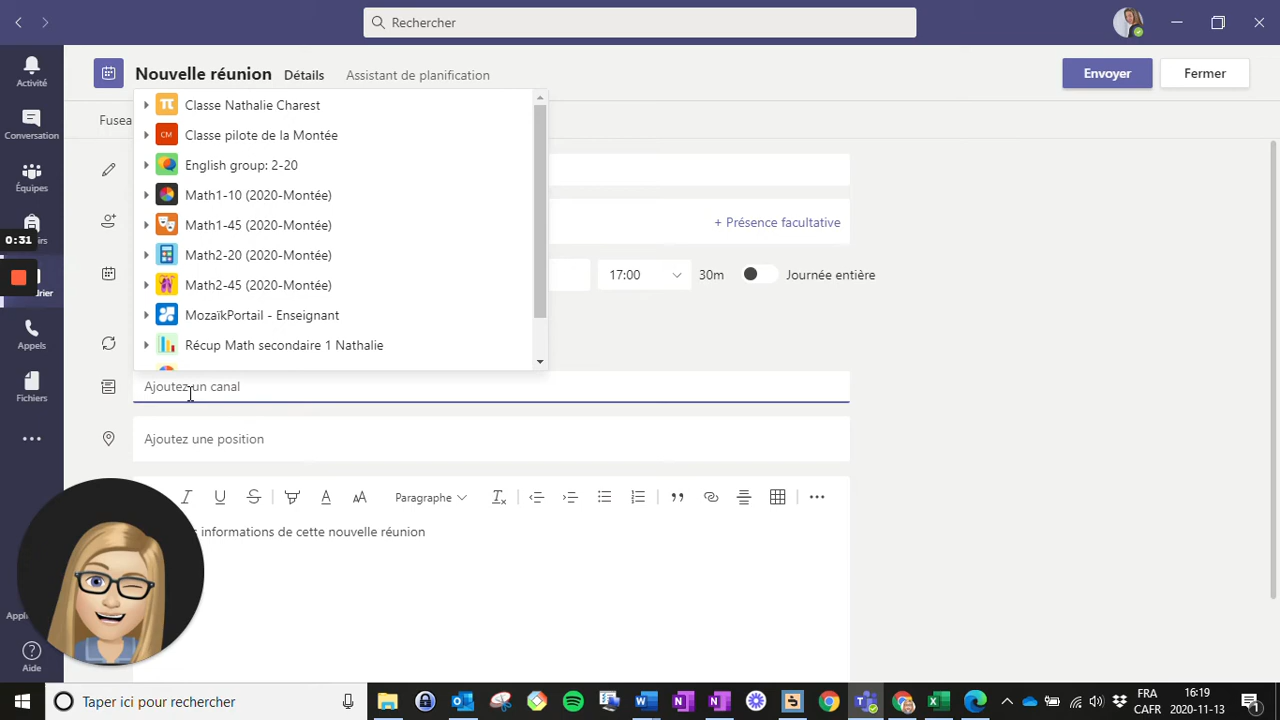 Rechercher
Activité
Conversation
Équipes
irs
0:31
drier
Appels
Fichiers
Aide
Nouvelle réunion
Détails
Assistant de planification
Envoyer
Fermer
Fusea
Classe Nathalie Charest
CM
Classe pilote de la Montée
English group: 2-20
Math1-10 (2020-Montée)
Math1-45 (2020-Montée)
Math2-20 (2020-Montée)
Math2-45 (2020-Montée)
MozaïkPortail - Enseignant
Récup Math secondaire 1 Nathalie
+ Présence facultative
17:00
30m
Journée entière
Ajoutez un canal
Ajoutez une position
Paragraphe
informations de cette nouvelle réunion
Taper ici pour rechercher
FRA
CAFR
16:19
2020-11-13